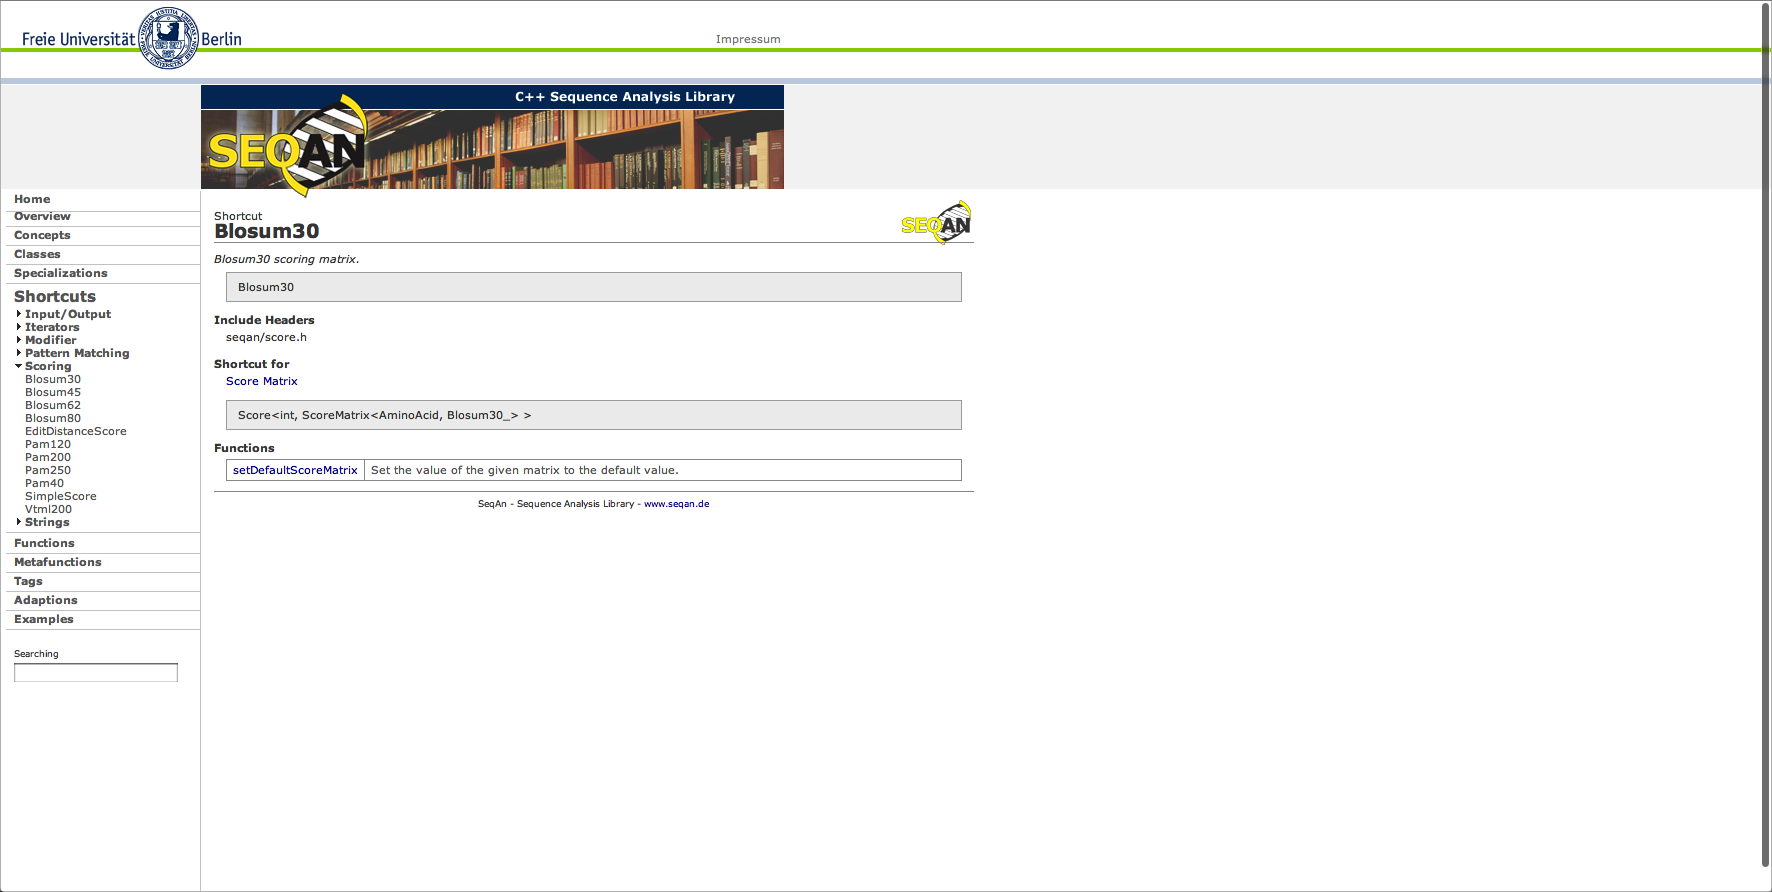 Freie Universität Berlin
Impressum
C++ Sequence Analysis Library
SEQAN
Home
Overview
Concepts
Classes
Specializations
Shortcuts
Input/Output
Iterators
Modifier
Pattern Matching
Scoring
Blosum30
Blosum45
Blosum62
Blosum80
EditDistanceScore
Pam120
Pam200
Pam250
Pam40
SimpleScore
Vtml200
Strings
Functions
Metafunctions
Tags
Adaptions
Examples
Searching
Shortcut
Blosum30
SEQAN
Blosum30 scoring matrix.
Blosum30
Include Headers
seqan/score.h
Shortcut for
Score Matrix
Score<int, ScoreMatrix<AminoAcid, Blosum30_> >
Functions
setDefaultScoreMatrix Set the value of the given matrix to the default value.
SeqAn - Sequence Analysis Library - www.seqan.de